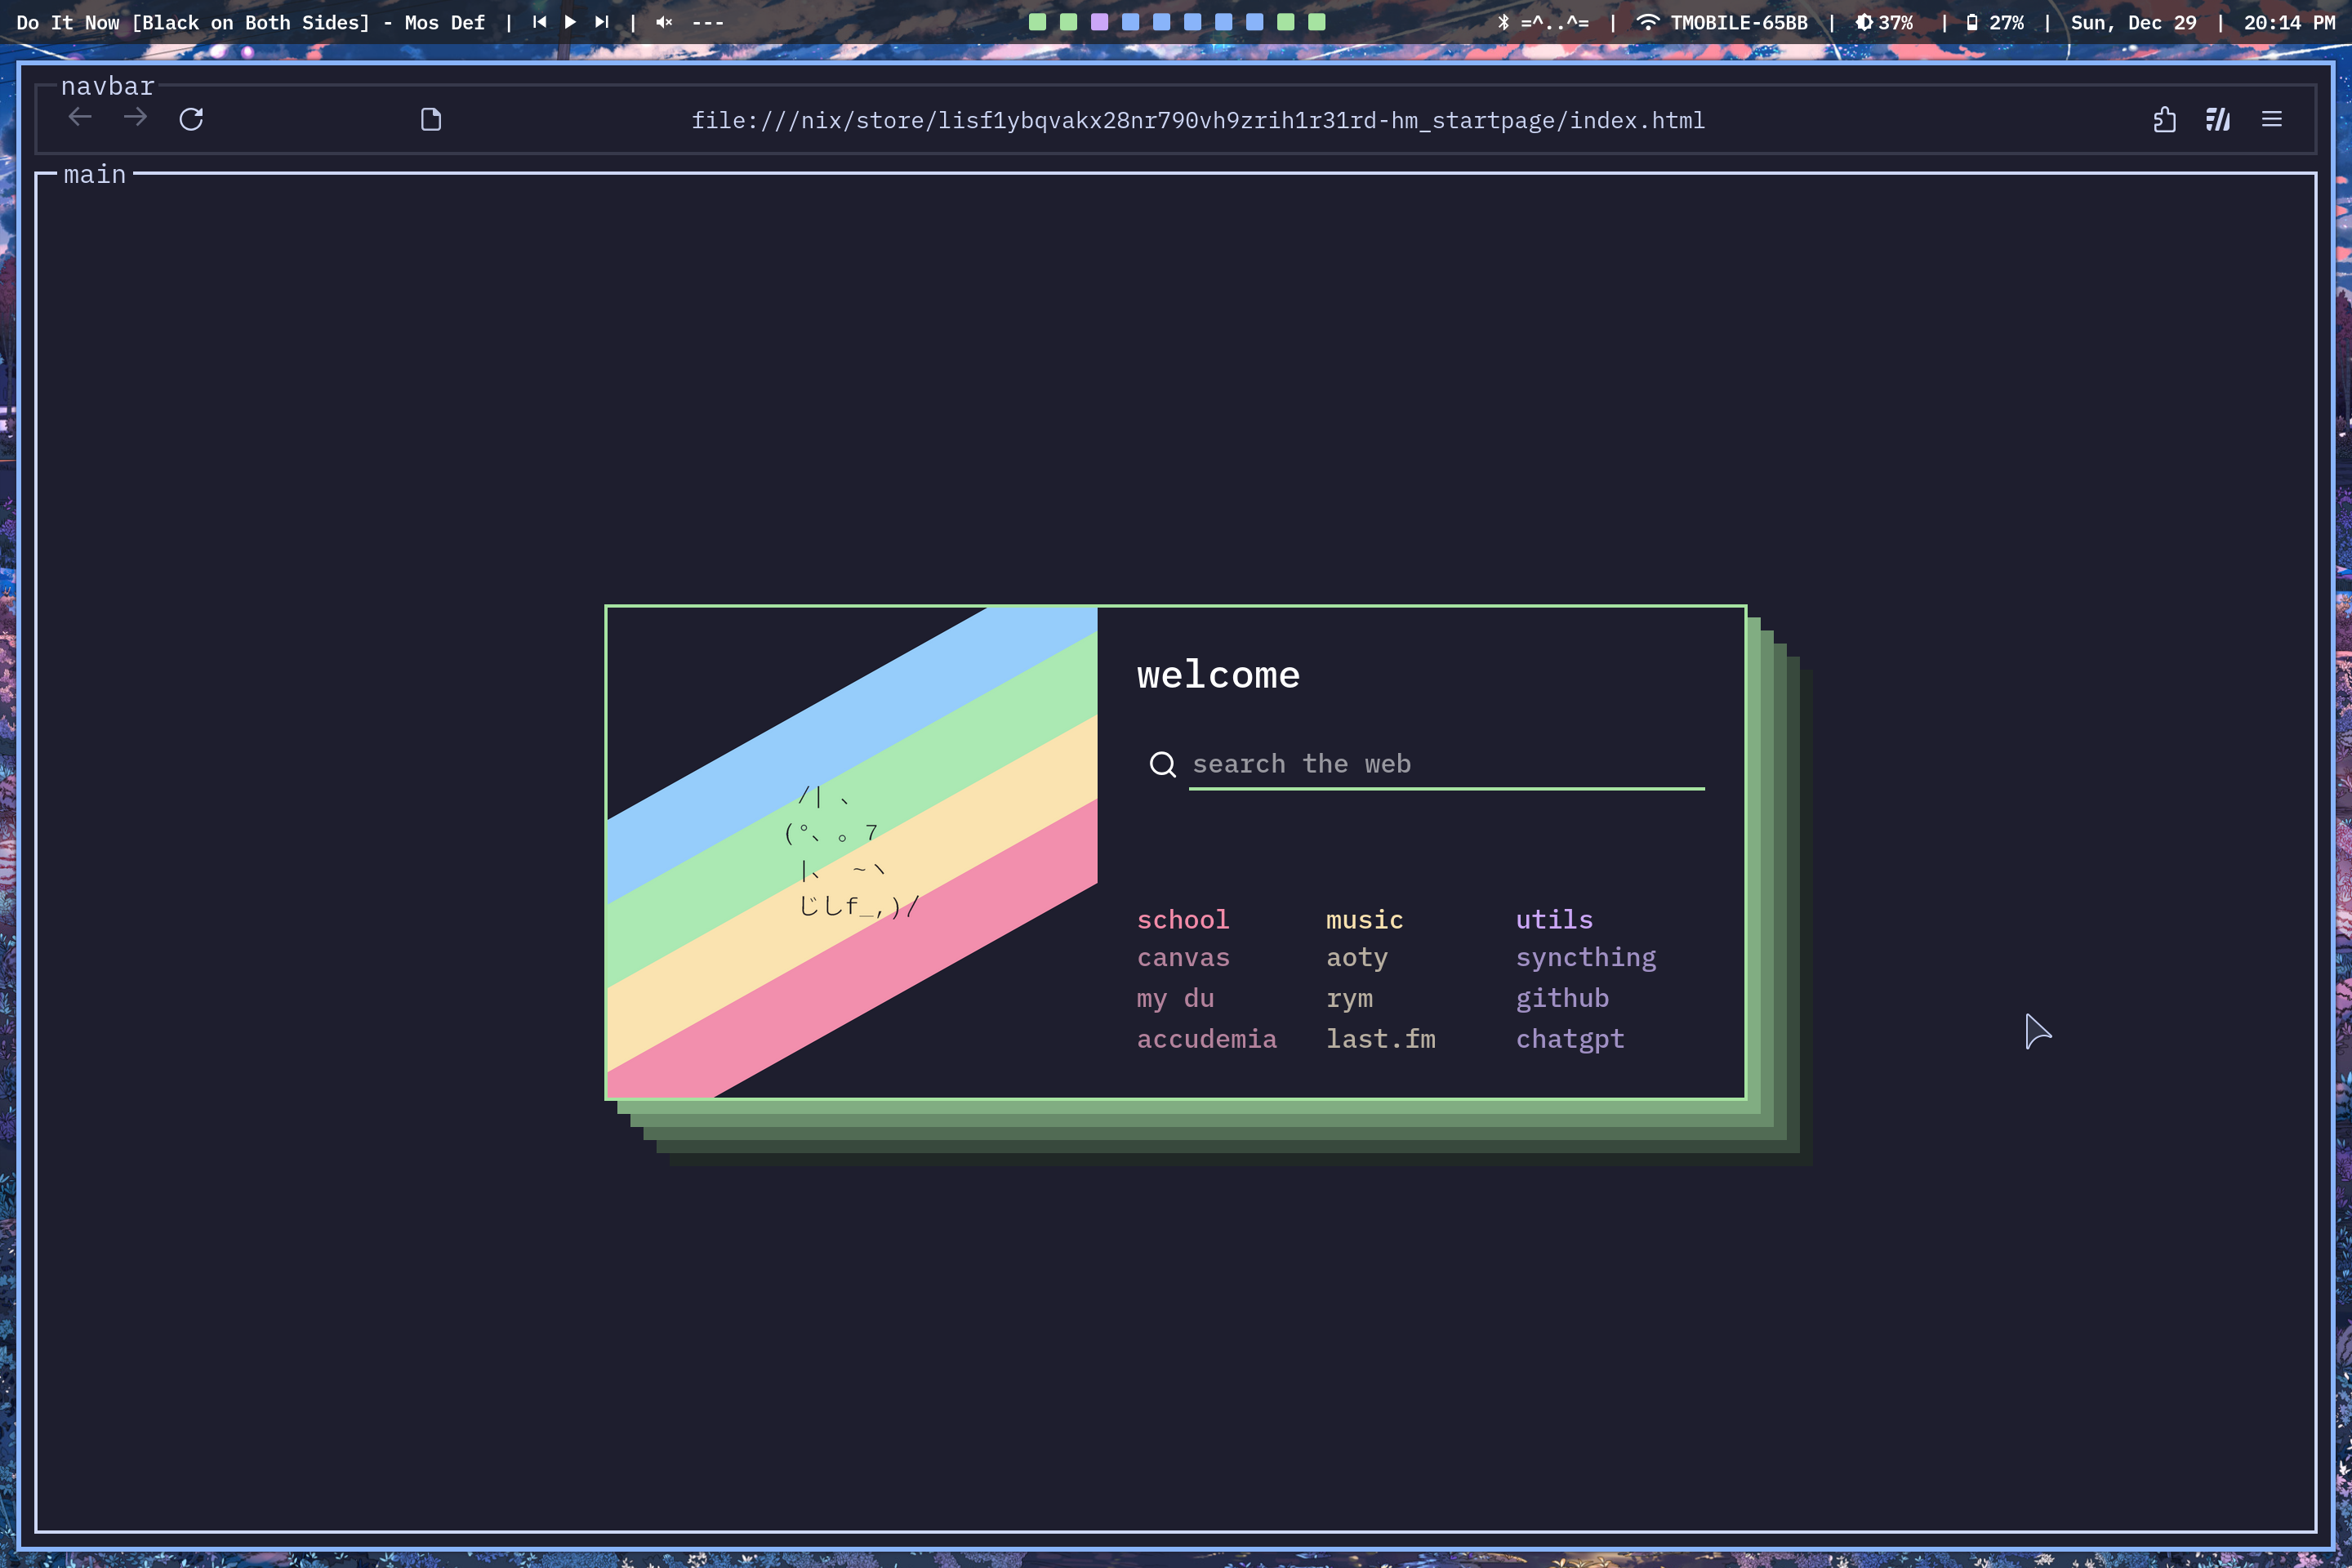 Do It Now [Black on Both Sides] - Mos Def | | --- =^..^= | TMOBILE-65BB | 37% | 27% | Sun, Dec 29 | 20:14 PM
navbar
file:///nix/store/lisf1ybqvakx28nr790vh9zrih1r31rd-hm_startpage/index.html
main
welcome
search the web
/| 、
(°、 。 7
|、 ~ヽ
じしf_,)/
school music utils
canvas aoty syncthing
my du rym github
accudemia last.fm chatgpt